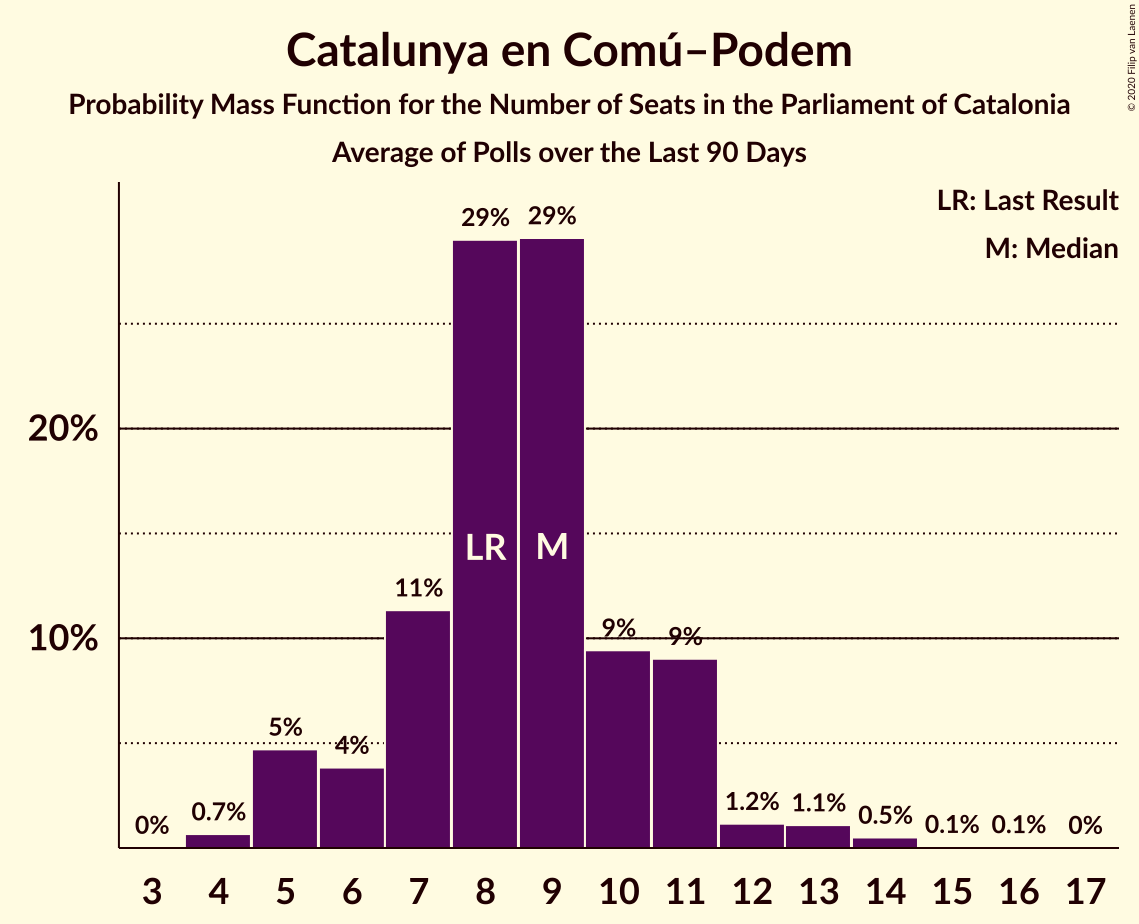 Catalunya en Comú–Podem
Probability Mass Function for the Number of Seats in the Parliament of Catalonia
Average of Polls over the Last 90 Days
© 2020 Filip van Laenen
LR: Last Result
M: Median
29% 29%
20%
LR M
11%
10%
9% 9%
5%
4%
0% 0.7% 1.2% 1.1% 0.5% 0.1% 0.1% 0%
3 4 5 6 7 8 9 10 11 12 13 14 15 16 17